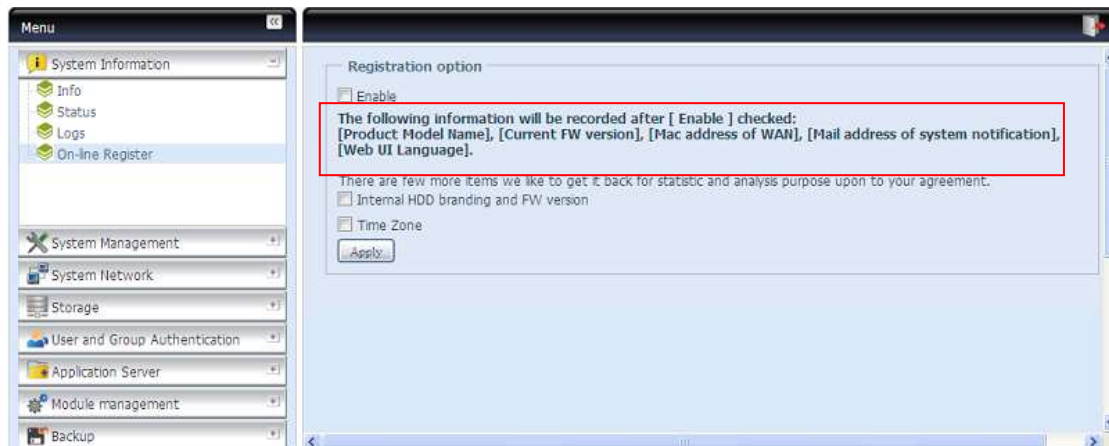 Menu
System Information
Info
Status
Logs
On-line Register
System Management
System Network
Storage
User and Group Authentication
Application Server
Module management
Backup
Registration option
Enable
The following information will be recorded after [ Enable ] checked:
[Product Model Name], [Current FW version], [Mac address of WAN], [Mail address of system notification],
[Web UI Language].
There are few more items we like to get it back for statistic and analysis purpose upon to your agreement.
Internal HDD branding and FW version
Time Zone
Apply